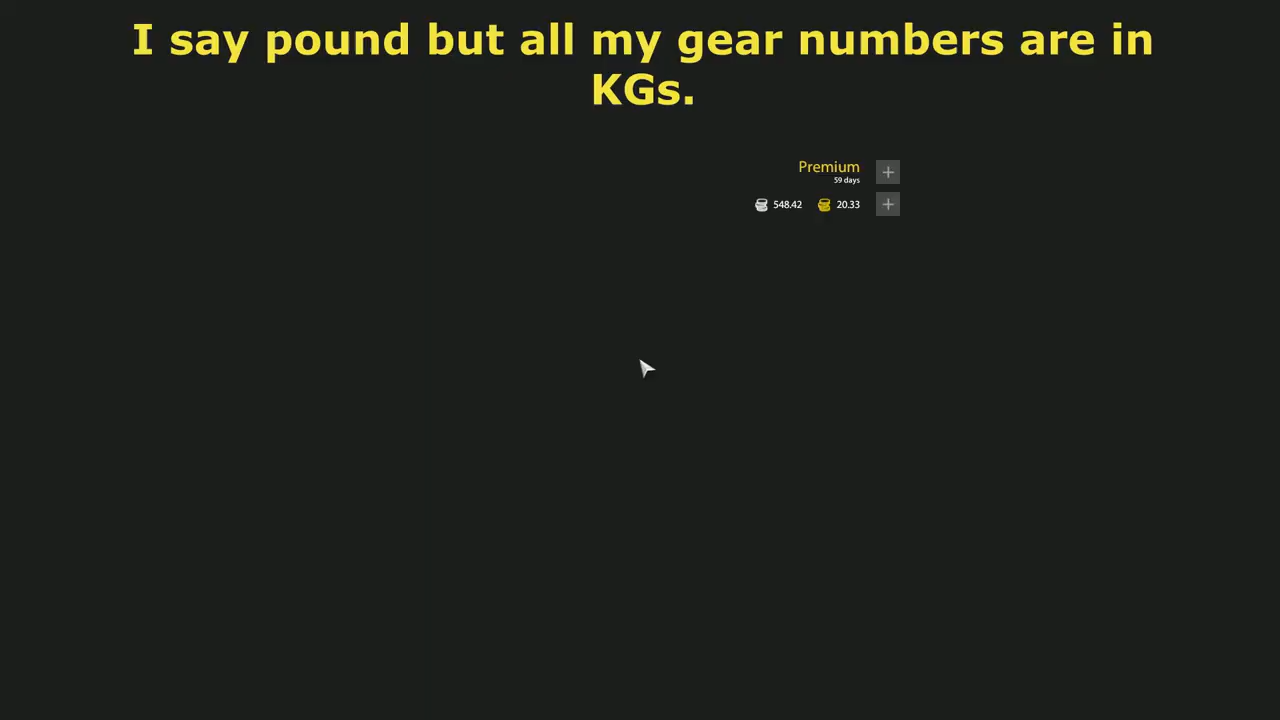 I say pound but all my gear numbers are in
KGs.
Premium
59 days
548.42 20.33